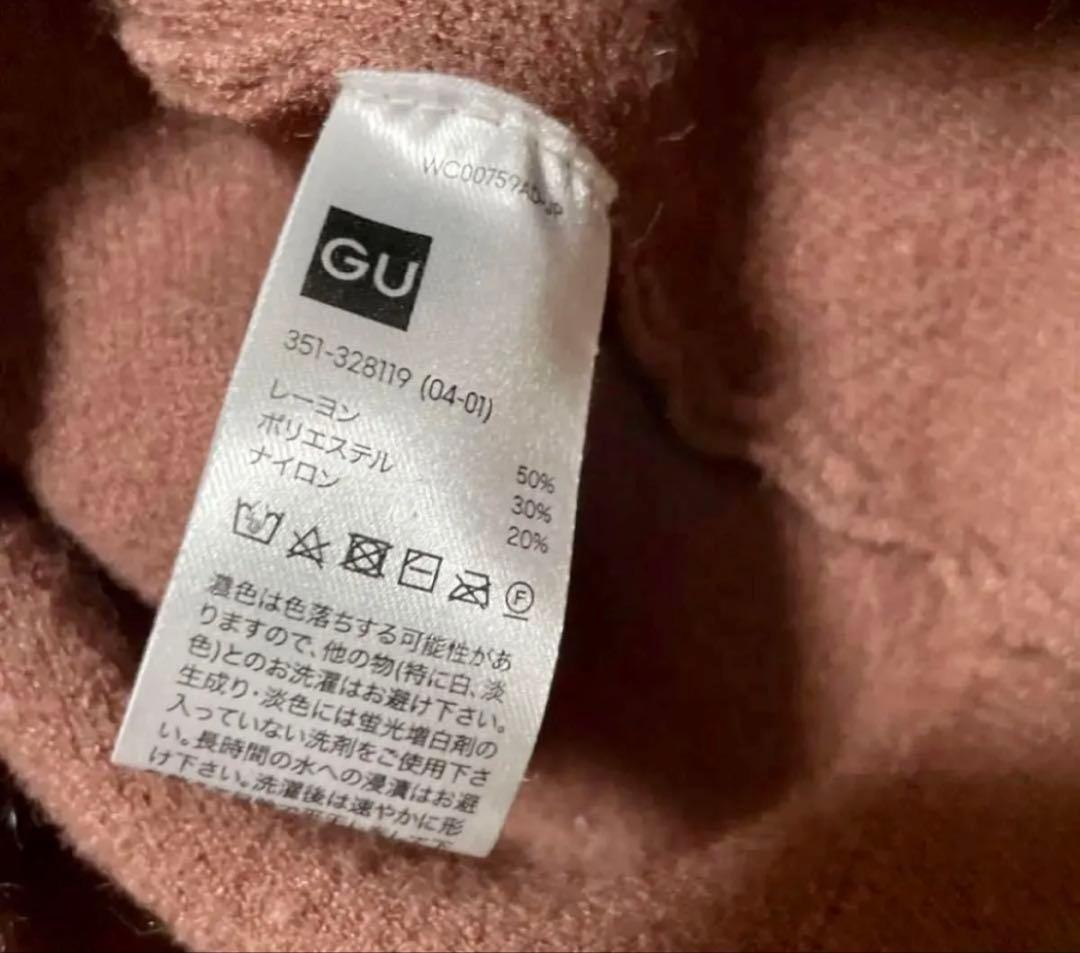 WC00759AD-JP
GU
351-328119 (04-01)
レーヨン 50%
ポリエステル 30%
ナイロン 20%
F
濃色は色落ちする可能性があ
りますので、他の物(特に白、淡
色)とのお洗濯はお避け下さい。
生成り・淡色には蛍光増白剤の
入っていない洗剤をご使用下さ
い。長時間の水への浸漬はお避
け下さい。洗濯後は速やかに形